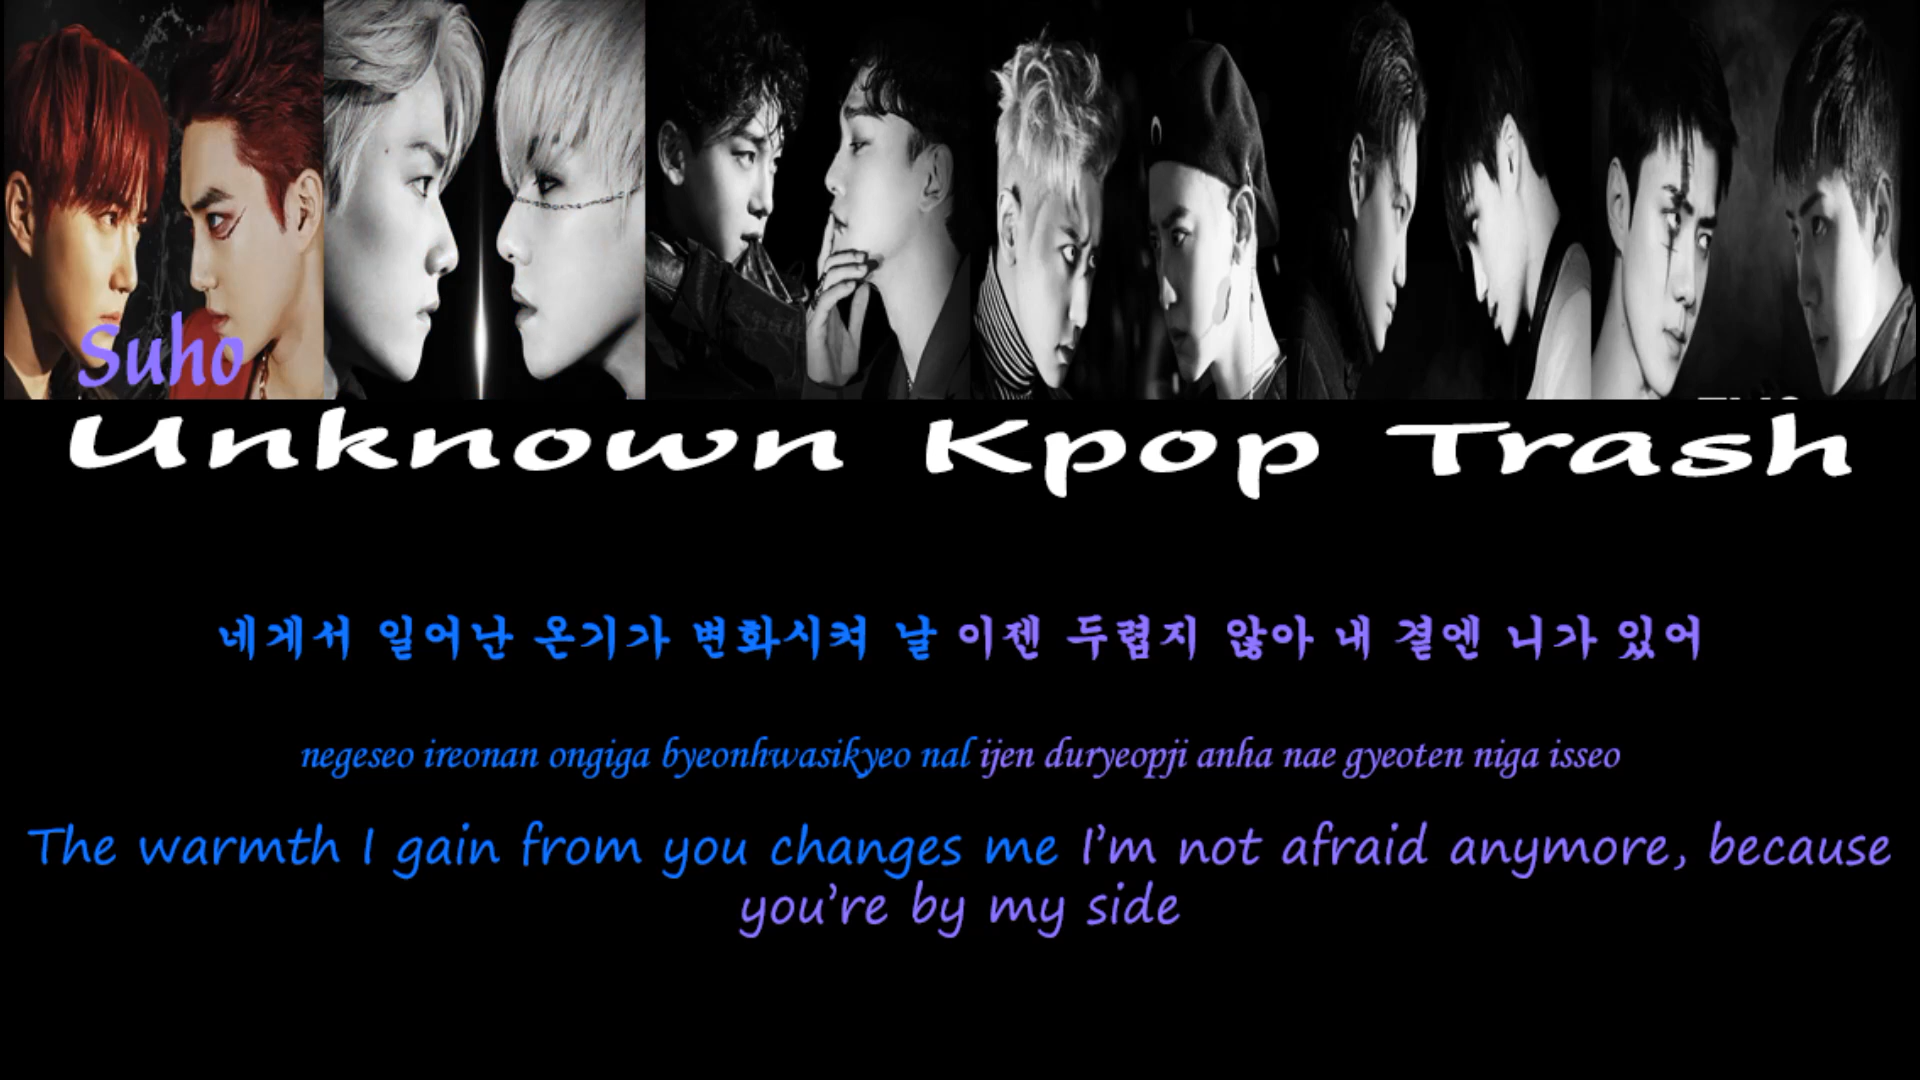 Suho
Unknown Kpop Trash
네게서 일어난 온기가 변화시켜 날 이젠 두렵지 않아 내 곁엔 니가 있어
negeseo ireonan ongiga byeonhwasikyeo nal ijen duryeopji anha nae gyeoten niga isseo
The warmth I gain from you changes me I’m not afraid anymore, because
you’re by my side